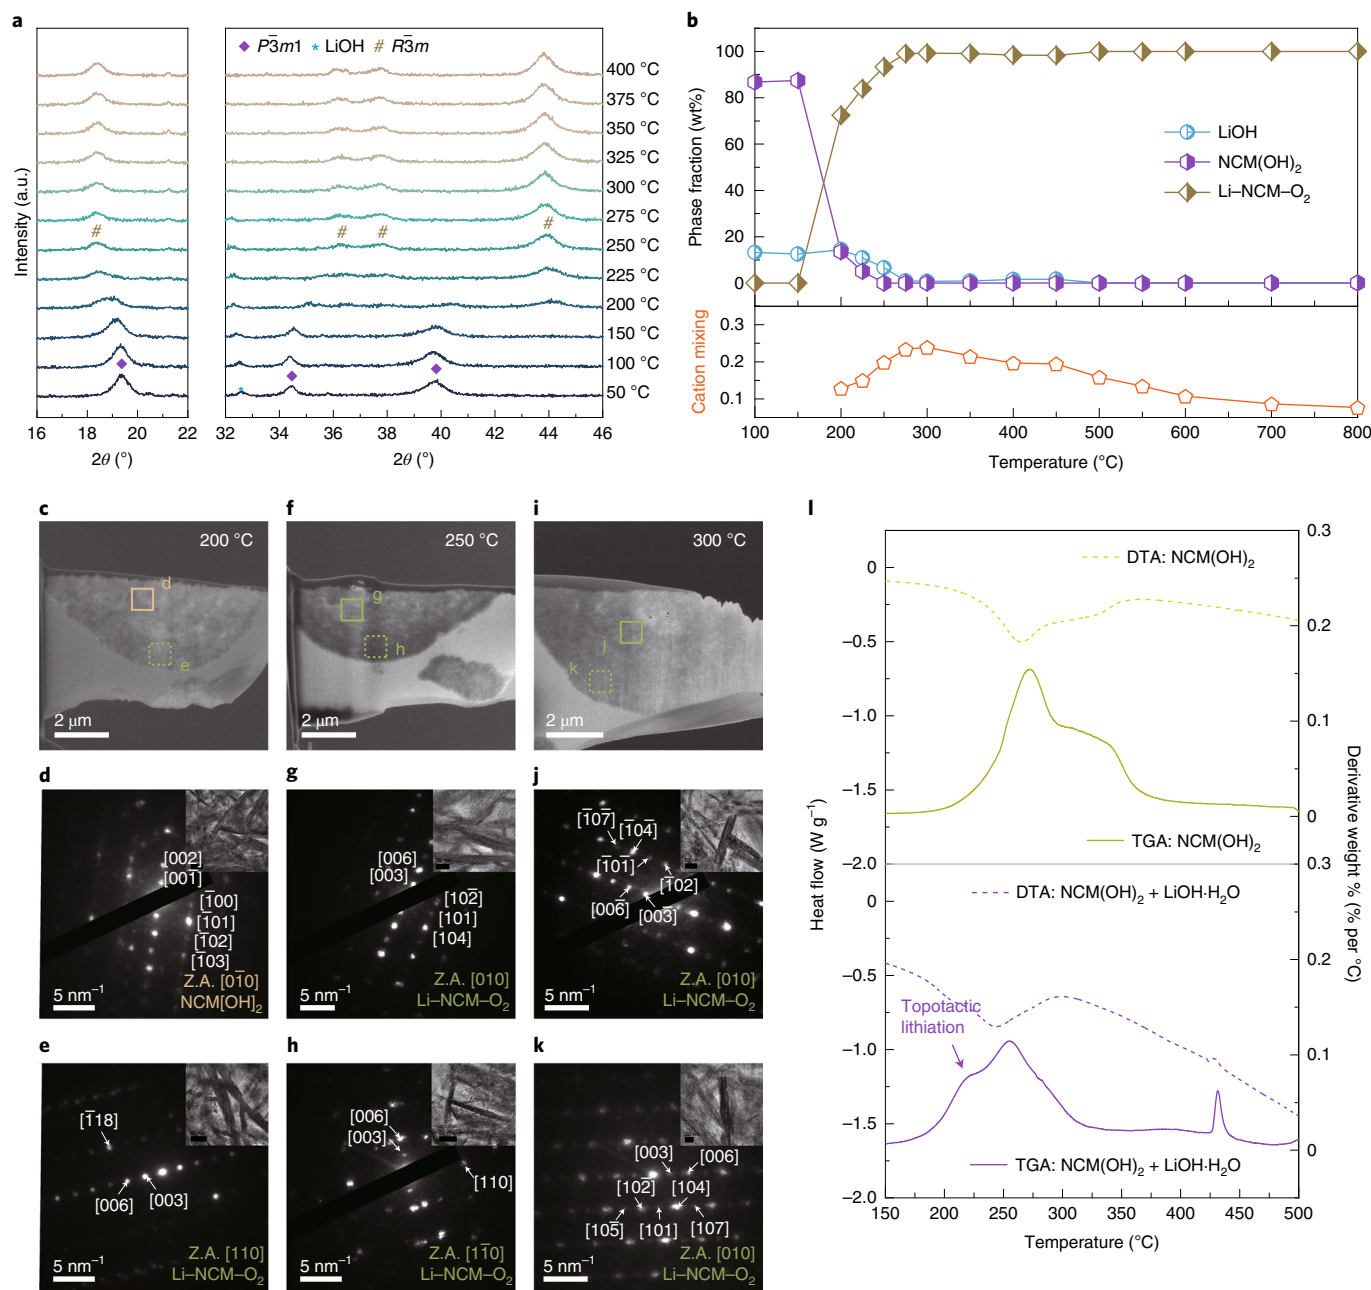 a
P3̅m1 LiOH # R3̅m
400 °C
375 °C
350 °C
325 °C
300 °C
275 °C
# # # #
250 °C
225 °C
200 °C
150 °C
100 °C
50 °C
Intensity (a.u.)
16 18 20 22
32 34 36 38 40 42 44 46
2θ (°)
2θ (°)
b
100
80
60
40
20
0
Phase fraction (wt%)
LiOH
NCM(OH)₂
Li–NCM–O₂
0.3
0.2
0.1
Cation mixing
100 150 200 250 300 350 400 450 500 600 700 800
Temperature (°C)
c
200 °C
d
e
2 μm
f
250 °C
g
h
2 μm
i
300 °C
j
k
2 μm
d
[002]
[001̅]
[1̅00]
[1̅01]
[1̅02]
[1̅03]
Z.A. [01̅0]
NCM[OH]₂
5 nm⁻¹
g
[006]
[003]
[102̅]
[101]
[104]
Z.A. [010]
Li–NCM–O₂
5 nm⁻¹
j
[1̅07̅]
[1̅04̅]
[1̅01̅]
[1̅02]
[006̅]
[003̅]
Z.A. [010]
Li–NCM–O₂
5 nm⁻¹
e
[1̅18]
[006]
[003]
Z.A. [110]
Li–NCM–O₂
5 nm⁻¹
h
[006]
[003]
[110]
Z.A. [11̅0]
Li–NCM–O₂
5 nm⁻¹
k
[003] [006]
[102̅] [104]
[105̅] [101] [107]
Z.A. [010]
Li–NCM–O₂
5 nm⁻¹
l
DTA: NCM(OH)₂
TGA: NCM(OH)₂
DTA: NCM(OH)₂ + LiOH·H₂O
Topotactic
lithiation
TGA: NCM(OH)₂ + LiOH·H₂O
0
–0.5
–1.0
–1.5
–2.0
0
–0.5
–1.0
–1.5
–2.0
Heat flow (W g⁻¹)
0.3
0.2
0.1
0
0.3
0.2
0.1
0
Derivative weight % (% per °C)
150 200 250 300 350 400 450 500
Temperature (°C)